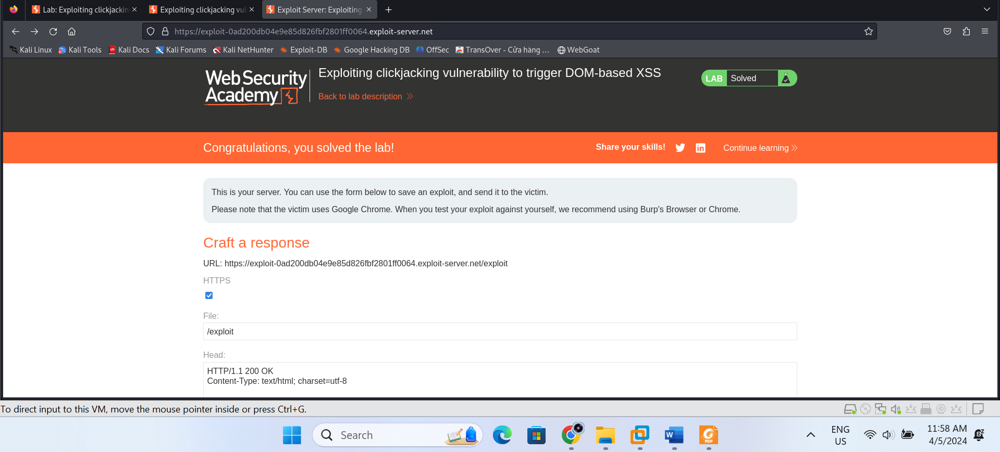 Lab: Exploiting clickjackin
Exploiting clickjacking vul
Exploit Server: Exploiting
https://exploit-0ad200db04e9e85d826fbf2801ff0064.exploit-server.net
Kali Linux
Kali Tools
Kali Docs
Kali Forums
Kali NetHunter
Exploit-DB
Google Hacking DB
OffSec
TransOver - Cửa hàng ...
WebGoat
Web Security
Academy
Exploiting clickjacking vulnerability to trigger DOM-based XSS
Back to lab description
LAB Solved
Congratulations, you solved the lab!
Share your skills!
Continue learning
This is your server. You can use the form below to save an exploit, and send it to the victim.
Please note that the victim uses Google Chrome. When you test your exploit against yourself, we recommend using Burp's Browser or Chrome.
Craft a response
URL: https://exploit-0ad200db04e9e85d826fbf2801ff0064.exploit-server.net/exploit
HTTPS
File:
/exploit
Head:
HTTP/1.1 200 OK
Content-Type: text/html; charset=utf-8
To direct input to this VM, move the mouse pointer inside or press Ctrl+G.
Search
W
PDF
ENG
US
11:58 AM
4/5/2024